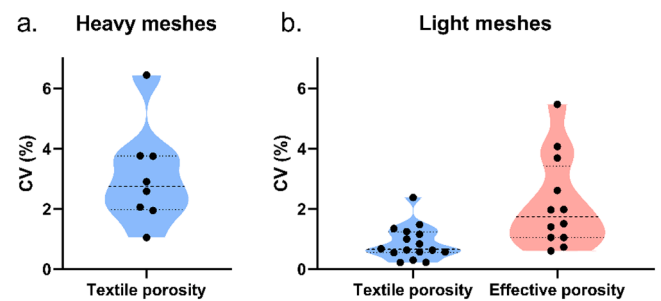 a. Heavy meshes
b. Light meshes
CV (%)
6
4
2
0
Textile porosity
CV (%)
6
4
2
0
Textile porosity Effective porosity